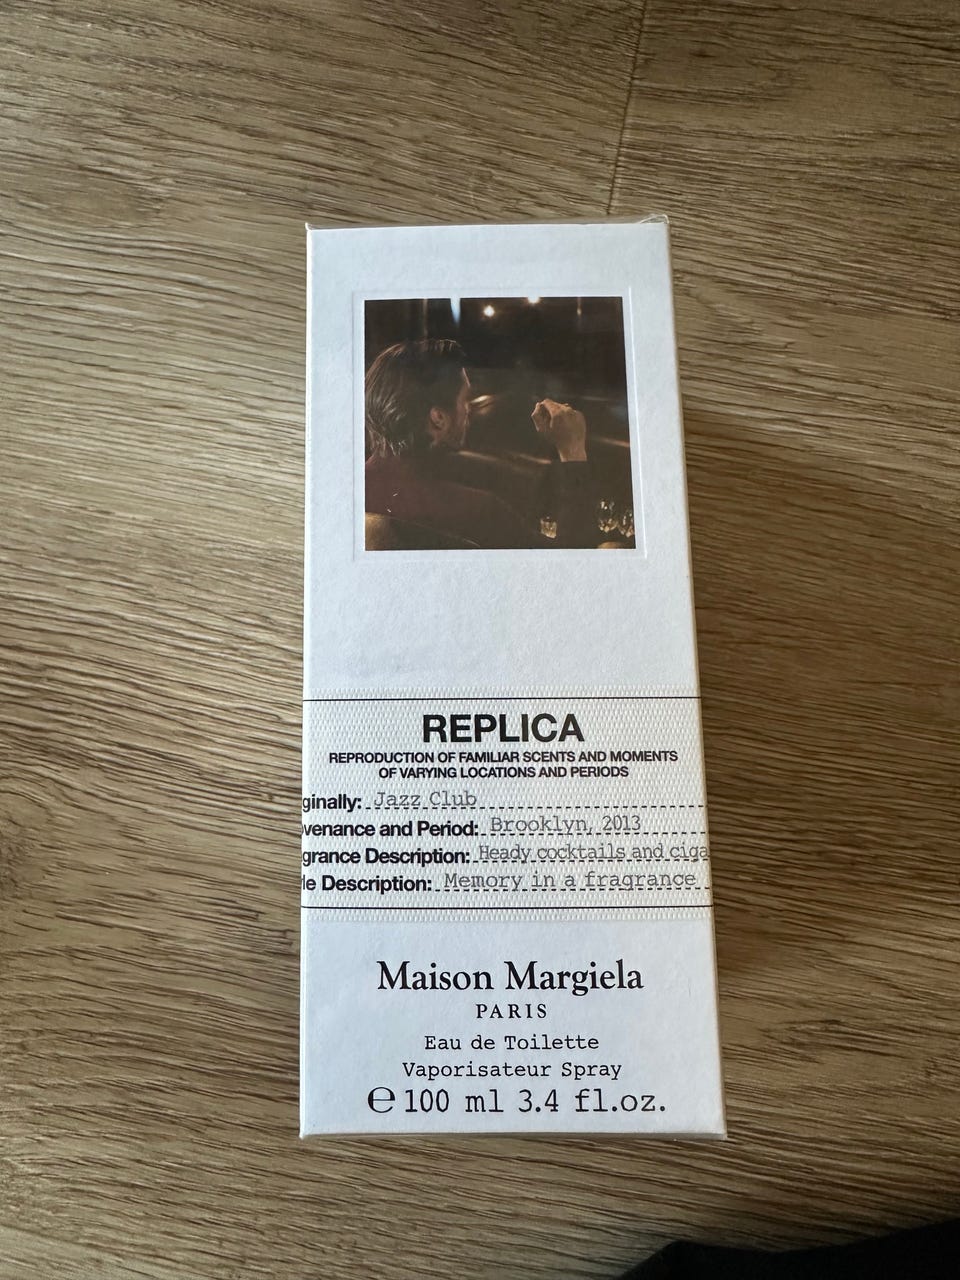 REPLICA
REPRODUCTION OF FAMILIAR SCENTS AND MOMENTS
OF VARYING LOCATIONS AND PERIODS
ginally: Jazz Club
venance and Period: Brooklyn, 2013
grance Description: Heady cocktails and ciga
le Description: Memory in a fragrance
Maison Margiela
PARIS
Eau de Toilette
Vaporisateur Spray
℮ 100 ml 3.4 fl.oz.